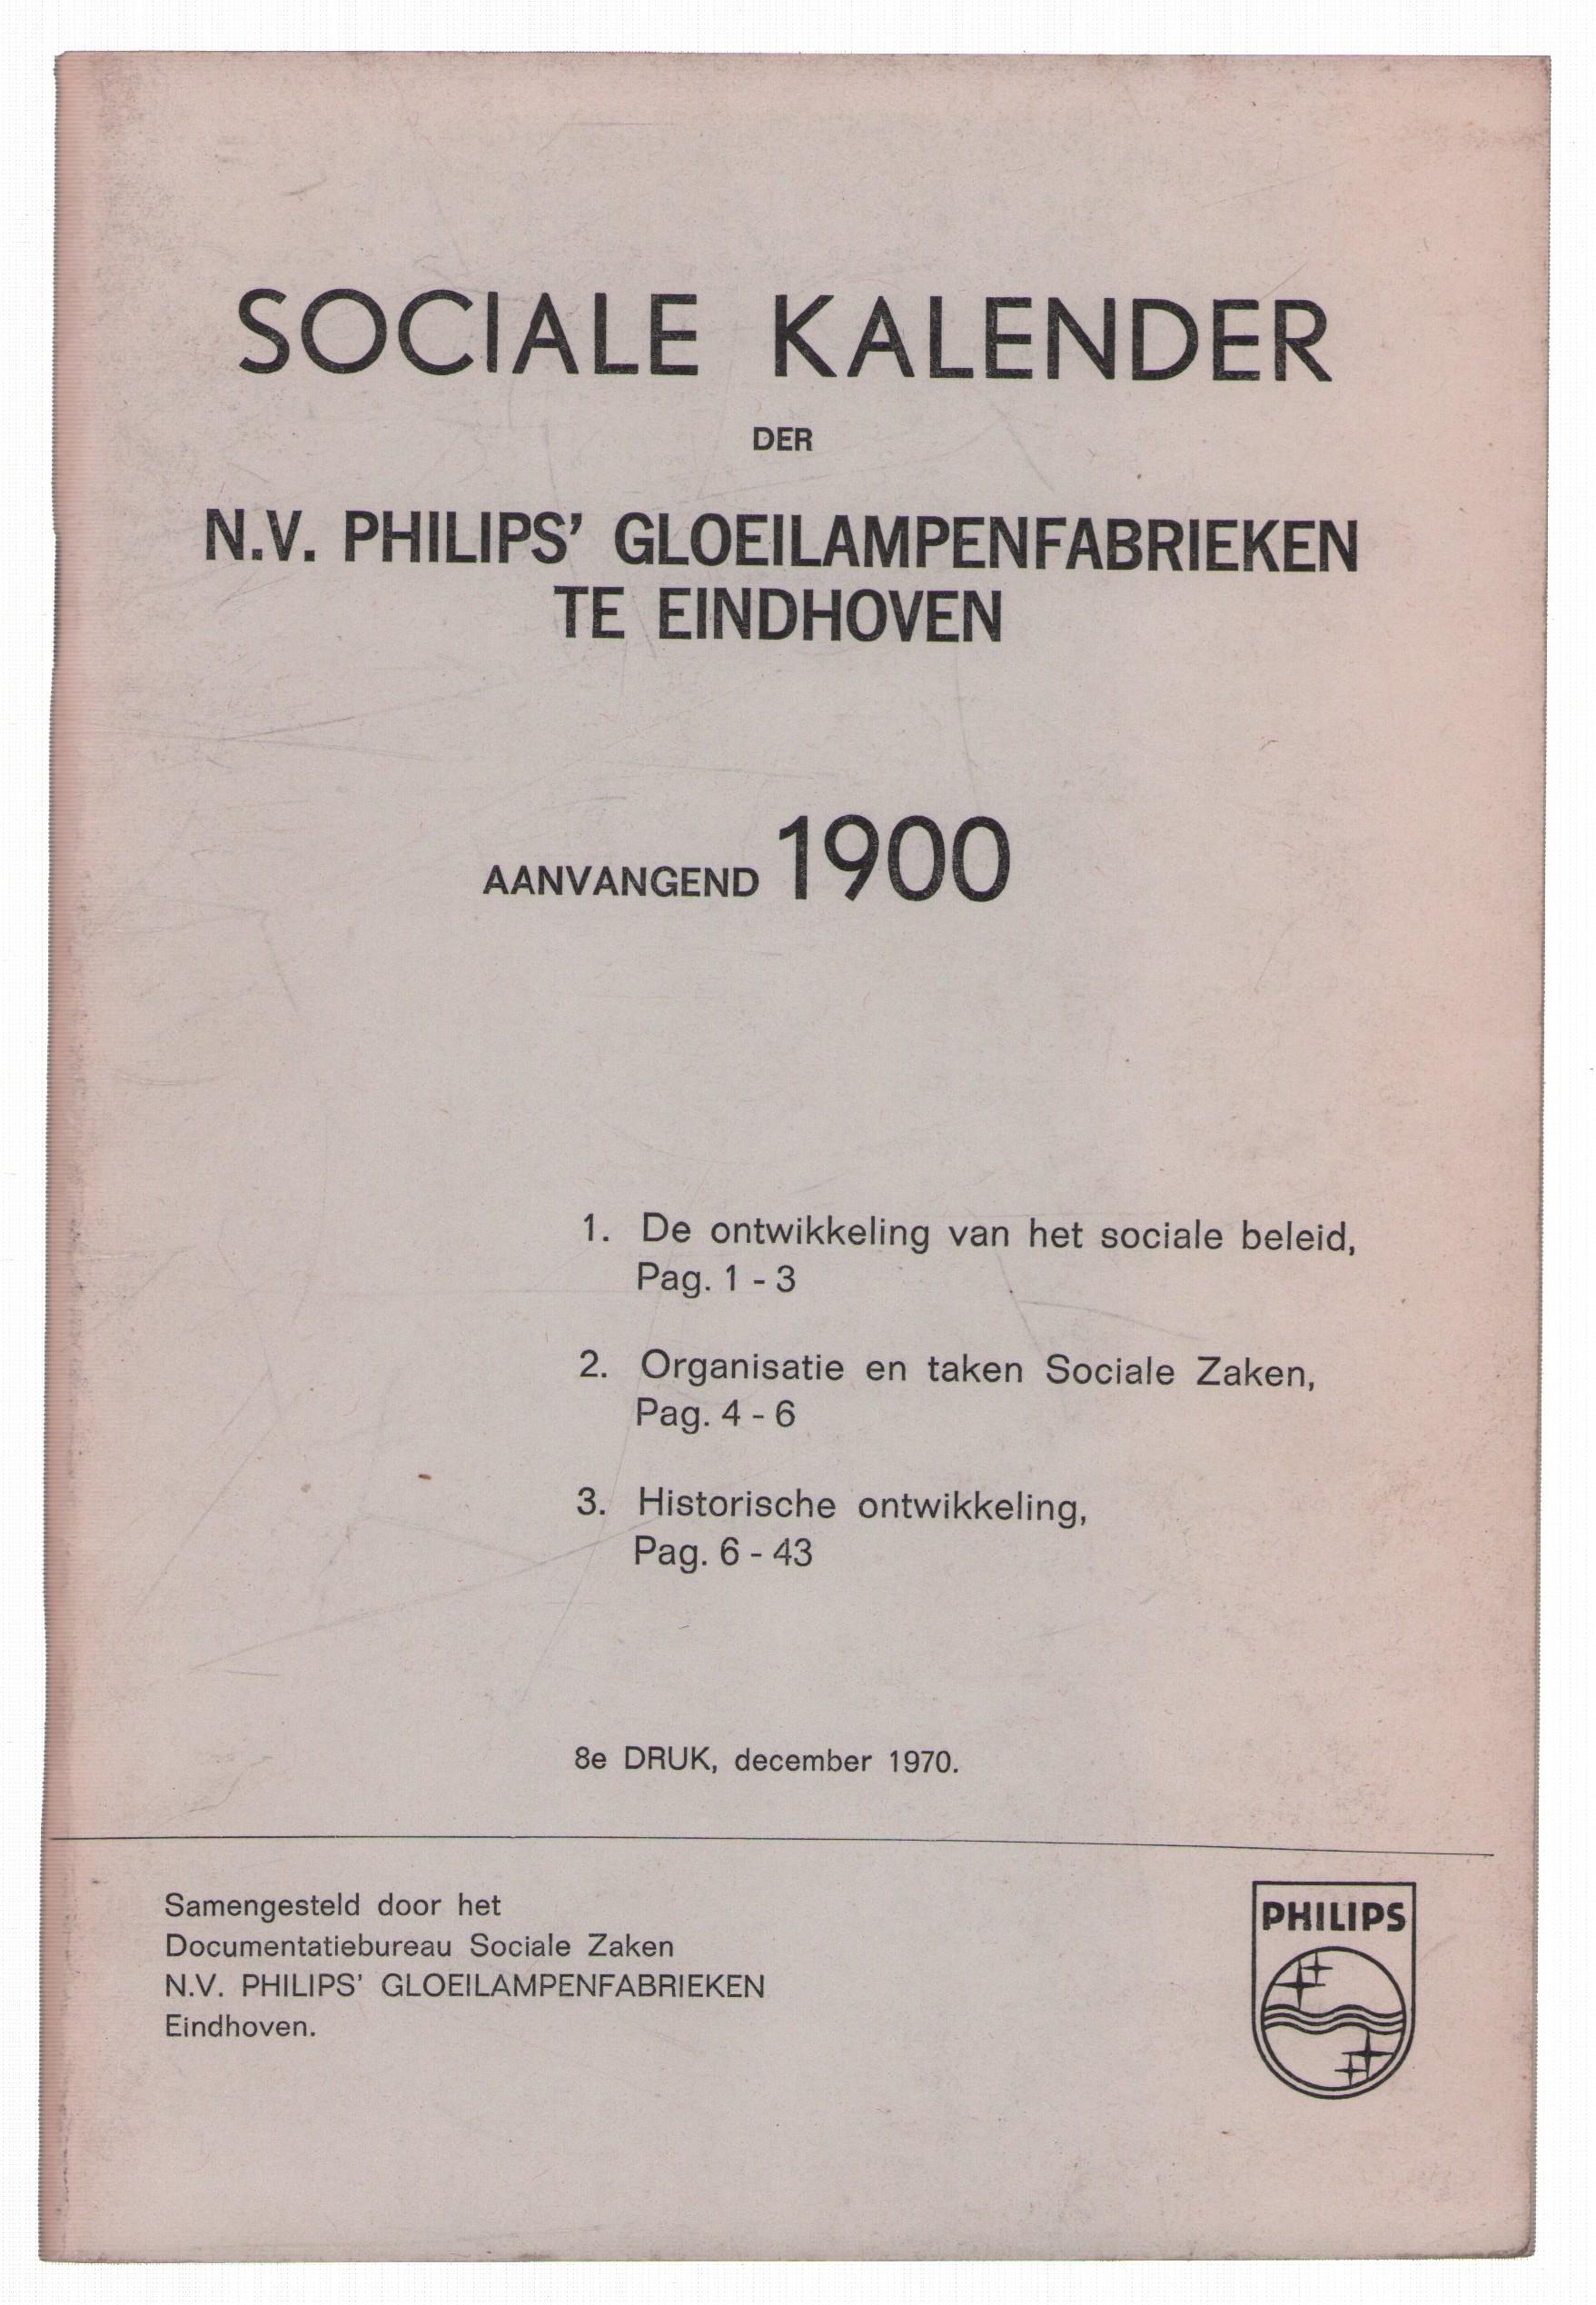 SOCIALE KALENDER
DER
N.V. PHILIPS' GLOEILAMPENFABRIEKEN
TE EINDHOVEN
AANVANGEND 1900
1. De ontwikkeling van het sociale beleid,
Pag. 1 - 3
2. Organisatie en taken Sociale Zaken,
Pag. 4 - 6
3. Historische ontwikkeling,
Pag. 6 - 43
8e DRUK, december 1970.
Samengesteld door het
Documentatiebureau Sociale Zaken
N.V. PHILIPS' GLOEILAMPENFABRIEKEN
Eindhoven.
PHILIPS